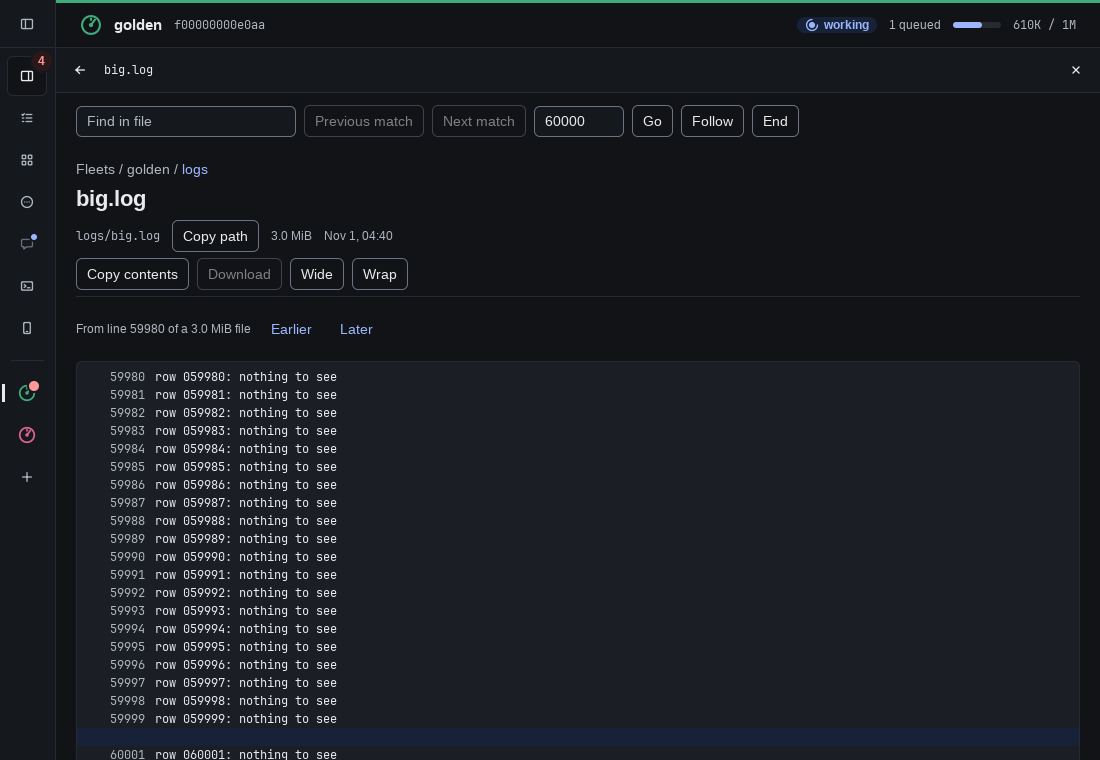 golden f00000000e0aa working 1 queued 610K / 1M
4
big.log
Find in file Previous match Next match 60000 Go Follow End
Fleets / golden / logs
big.log
logs/big.log Copy path 3.0 MiB Nov 1, 04:40
Copy contents Download Wide Wrap
From line 59980 of a 3.0 MiB file Earlier Later
59980 row 059980: nothing to see
59981 row 059981: nothing to see
59982 row 059982: nothing to see
59983 row 059983: nothing to see
59984 row 059984: nothing to see
59985 row 059985: nothing to see
59986 row 059986: nothing to see
59987 row 059987: nothing to see
59988 row 059988: nothing to see
59989 row 059989: nothing to see
59990 row 059990: nothing to see
59991 row 059991: nothing to see
59992 row 059992: nothing to see
59993 row 059993: nothing to see
59994 row 059994: nothing to see
59995 row 059995: nothing to see
59996 row 059996: nothing to see
59997 row 059997: nothing to see
59998 row 059998: nothing to see
59999 row 059999: nothing to see
60001 row 060001: nothing to see